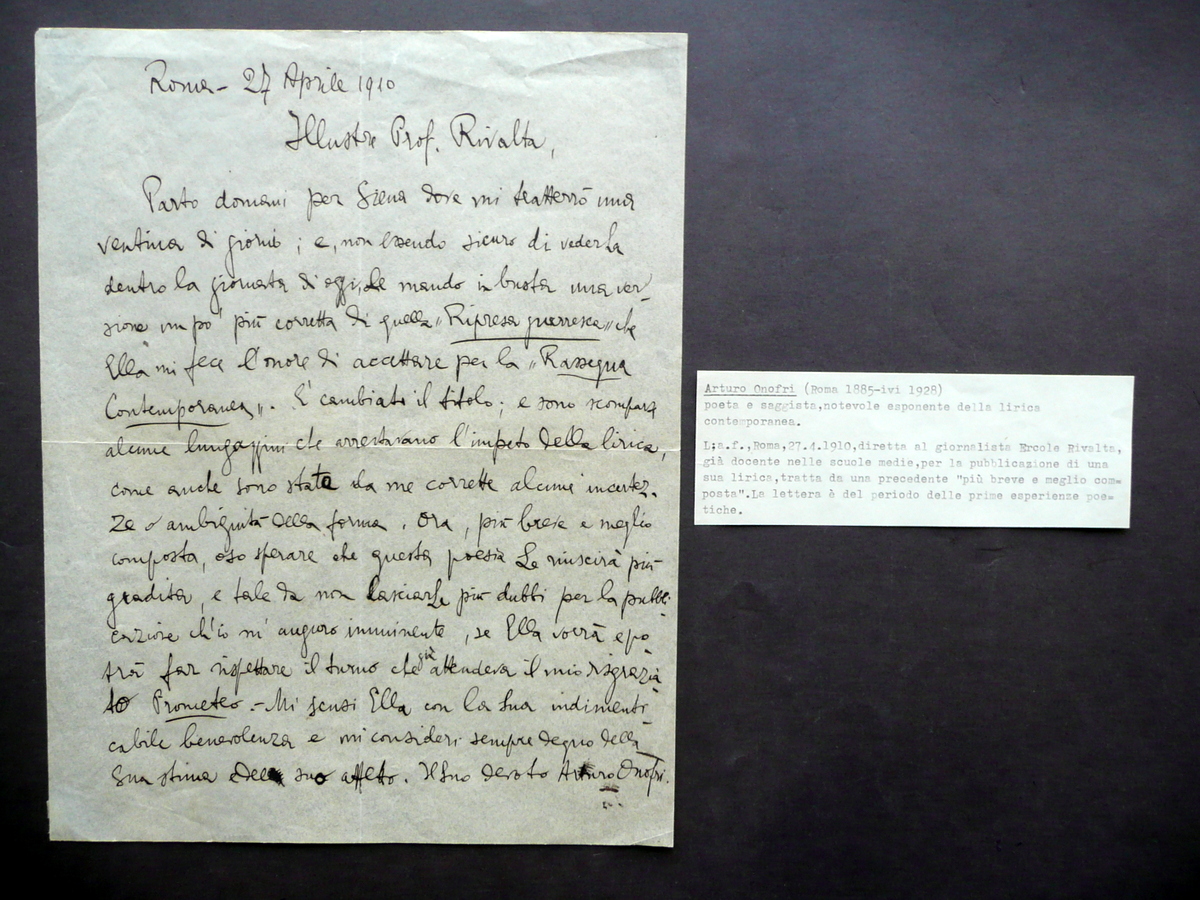 Roma - 27 Aprile 1910
Illustre Prof. Rivalta,
Parto domani per Siena dove mi tratterrò una
ventina di giorni ; e, non essendo sicuro di vederLa
dentro la giornata di oggi, Le mando in busta una ver-
sione un po' più corretta di quella „Ripresa guerresca„ che
Ella mi fece l'onore di accettare per la „Rassegna
Contemporanea„. È cambiato il titolo; e sono scomparse
alcune lungaggini che arrestavano l'impeto della lirica,
come anche sono state da me corrette alcune incertez-
ze o ambiguità della forma. Ora, più breve e meglio
composta, oso sperare che questa poesia Le riuscirà più
gradita, e tale da non lasciarLe più dubbi per la pubbli-
cazione ch'io m'auguro imminente, se Ella vorrà e po-
trà far rispettare il turno che già attendeva il mio disgrazia-
to Prometeo. - Mi scusi Ella con la Sua indimenti-
cabile benevolenza e mi consideri sempre degno della
Sua stima e del suo affetto. Il Suo devoto Arturo Onofri.
Arturo Onofri (Roma 1885-ivi 1928)
poeta e saggista,notevole esponente della lirica
contemporanea.
L;a.f.,Roma,27.4.1910,diretta al giornalista Ercole Rivalta,
già docente nelle scuole medie,per la pubblicazione di una
sua lirica,tratta da una precedente "più breve e meglio com=
posta".La lettera è del periodo delle prime esperienze poe=
tiche.